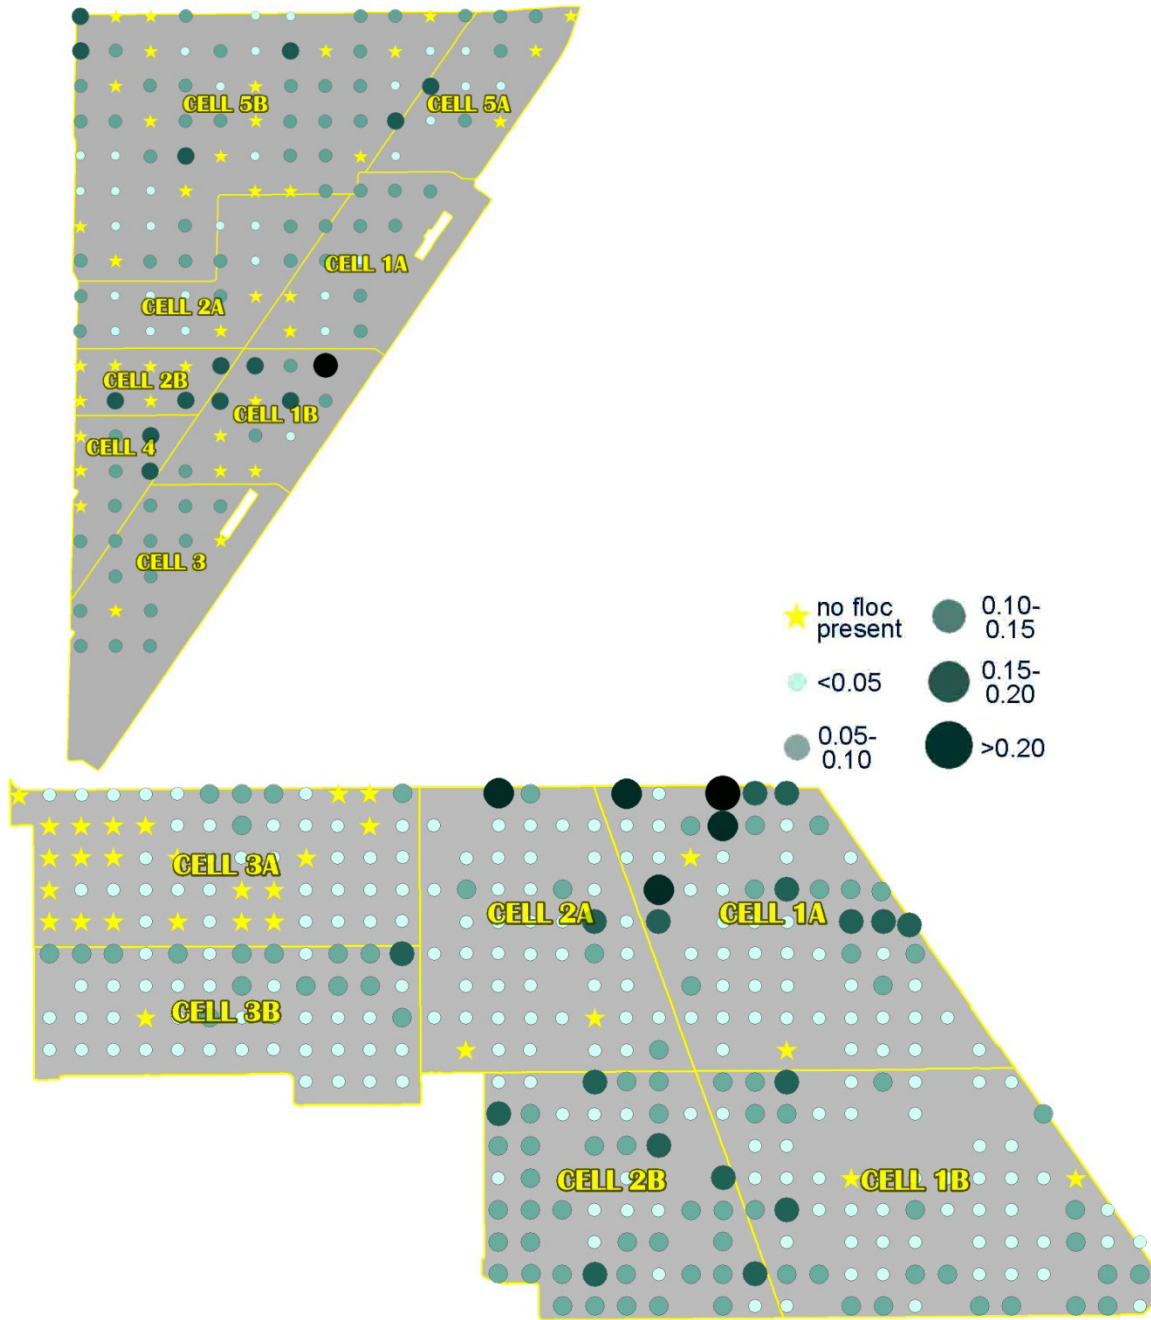 CELL 5B
CELL 5A
CELL 1A
CELL 2A
CELL 2B
CELL 1B
CELL 4
CELL 3
no floc
present
<0.05
0.05-
0.10
0.10-
0.15
0.15-
0.20
>0.20
CELL 3A
CELL 2A
CELL 1A
CELL 3B
CELL 2B
CELL 1B